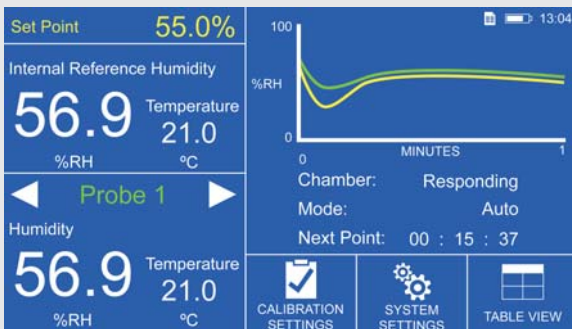 Set Point 55.0%
Internal Reference Humidity
56.9
Temperature
21.0
%RH
ºC
Probe 1
Humidity
56.9
Temperature
21.0
%RH
ºC
13:04
100
%RH
0
0
MINUTES
1
Chamber: Responding
Mode: Auto
Next Point: 00 : 15 : 37
CALIBRATION
SETTINGS
SYSTEM
SETTINGS
TABLE VIEW